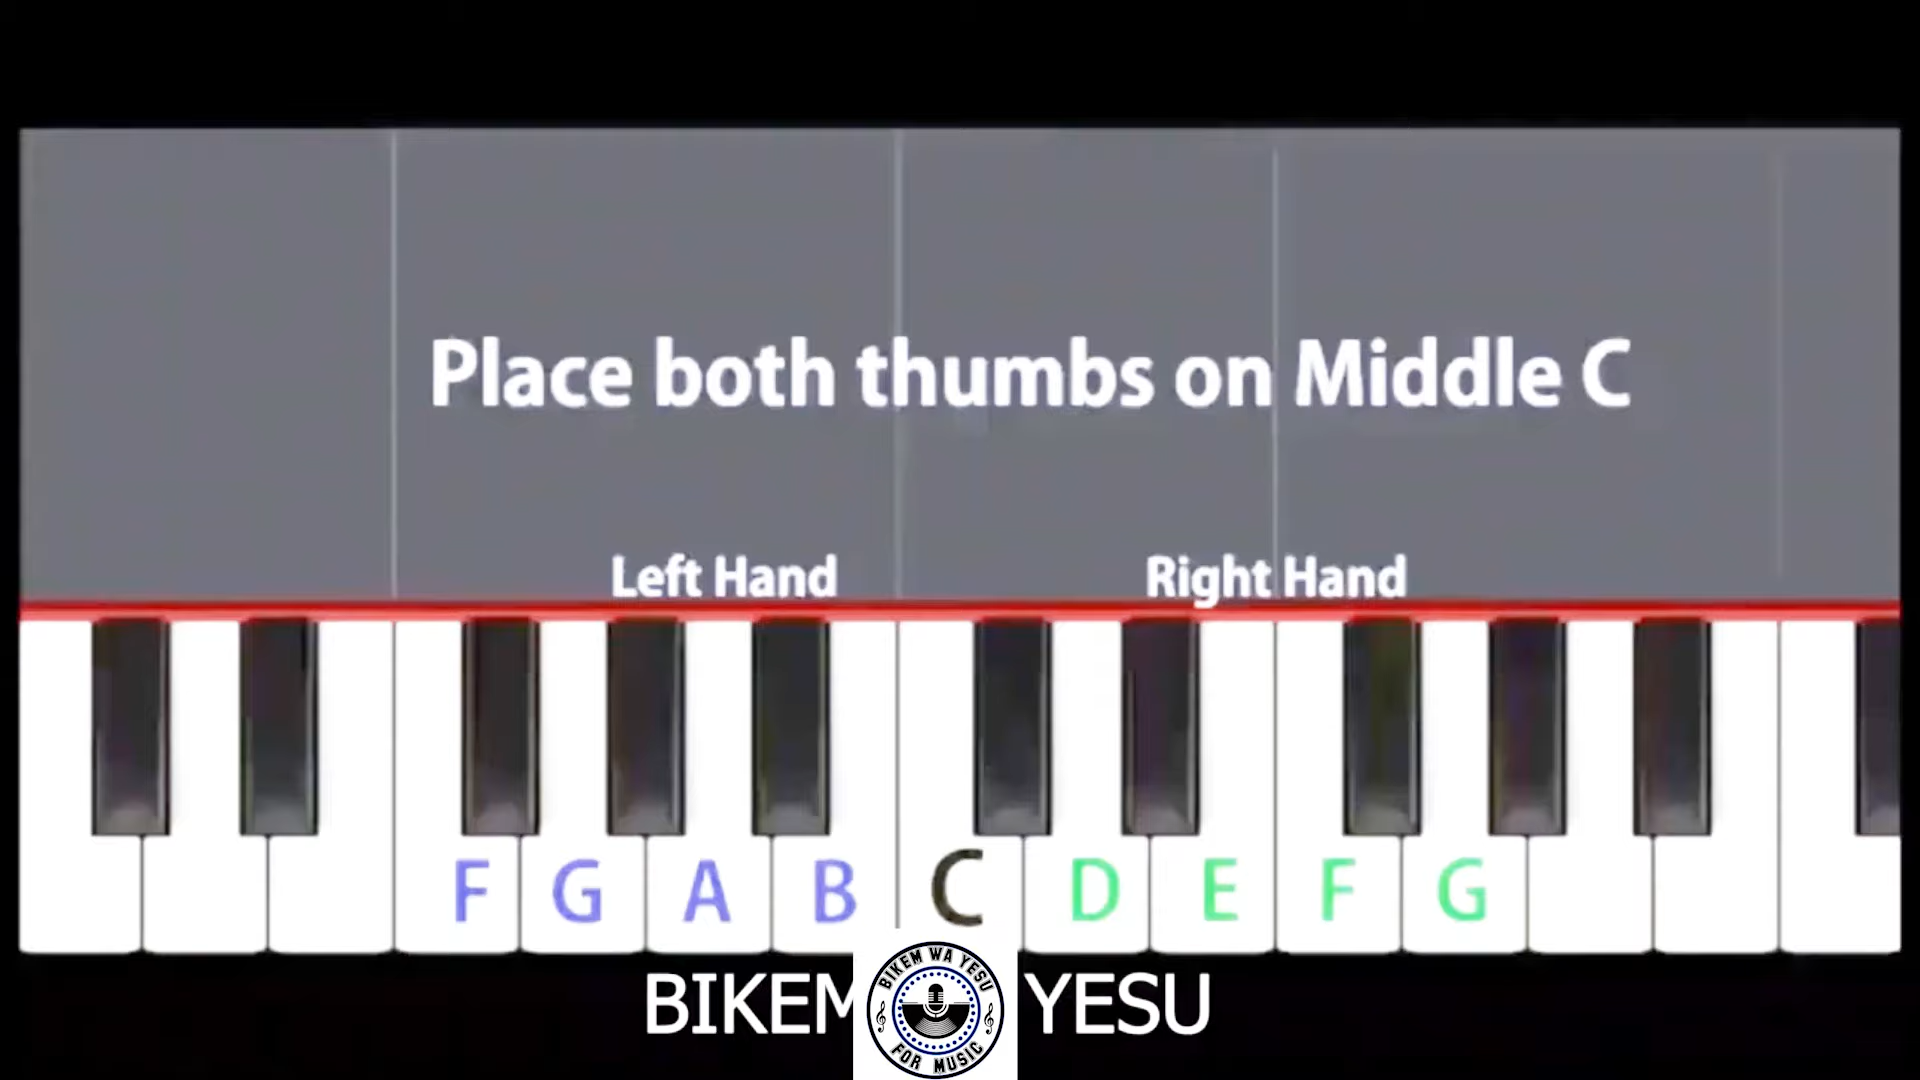 Place both thumbs on Middle C
Left Hand Right Hand
F G A B C D E F G
BIKEM YESU
BIKEM WA YESU
FOR MUSIC